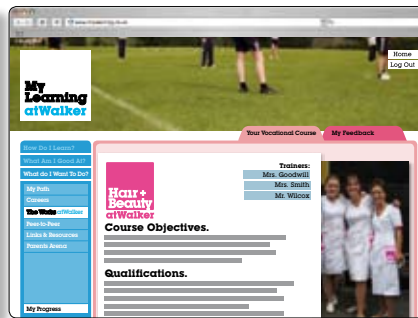 Home
Log Out
My
Learning
atWalker
Your Vocational Course
My Feedback
How Do I Learn?
What Am I Good At?
What do I Want To Do?
My Path
Careers
The Works atWalker
Peer-to-Peer
Links & Resources
Parents Arena
My Progress
Hair +
Beauty
atWalker
Trainers:
Mrs. Goodwill
Mrs. Smith
Mr. Wilcox
Course Objectives.
Qualifications.